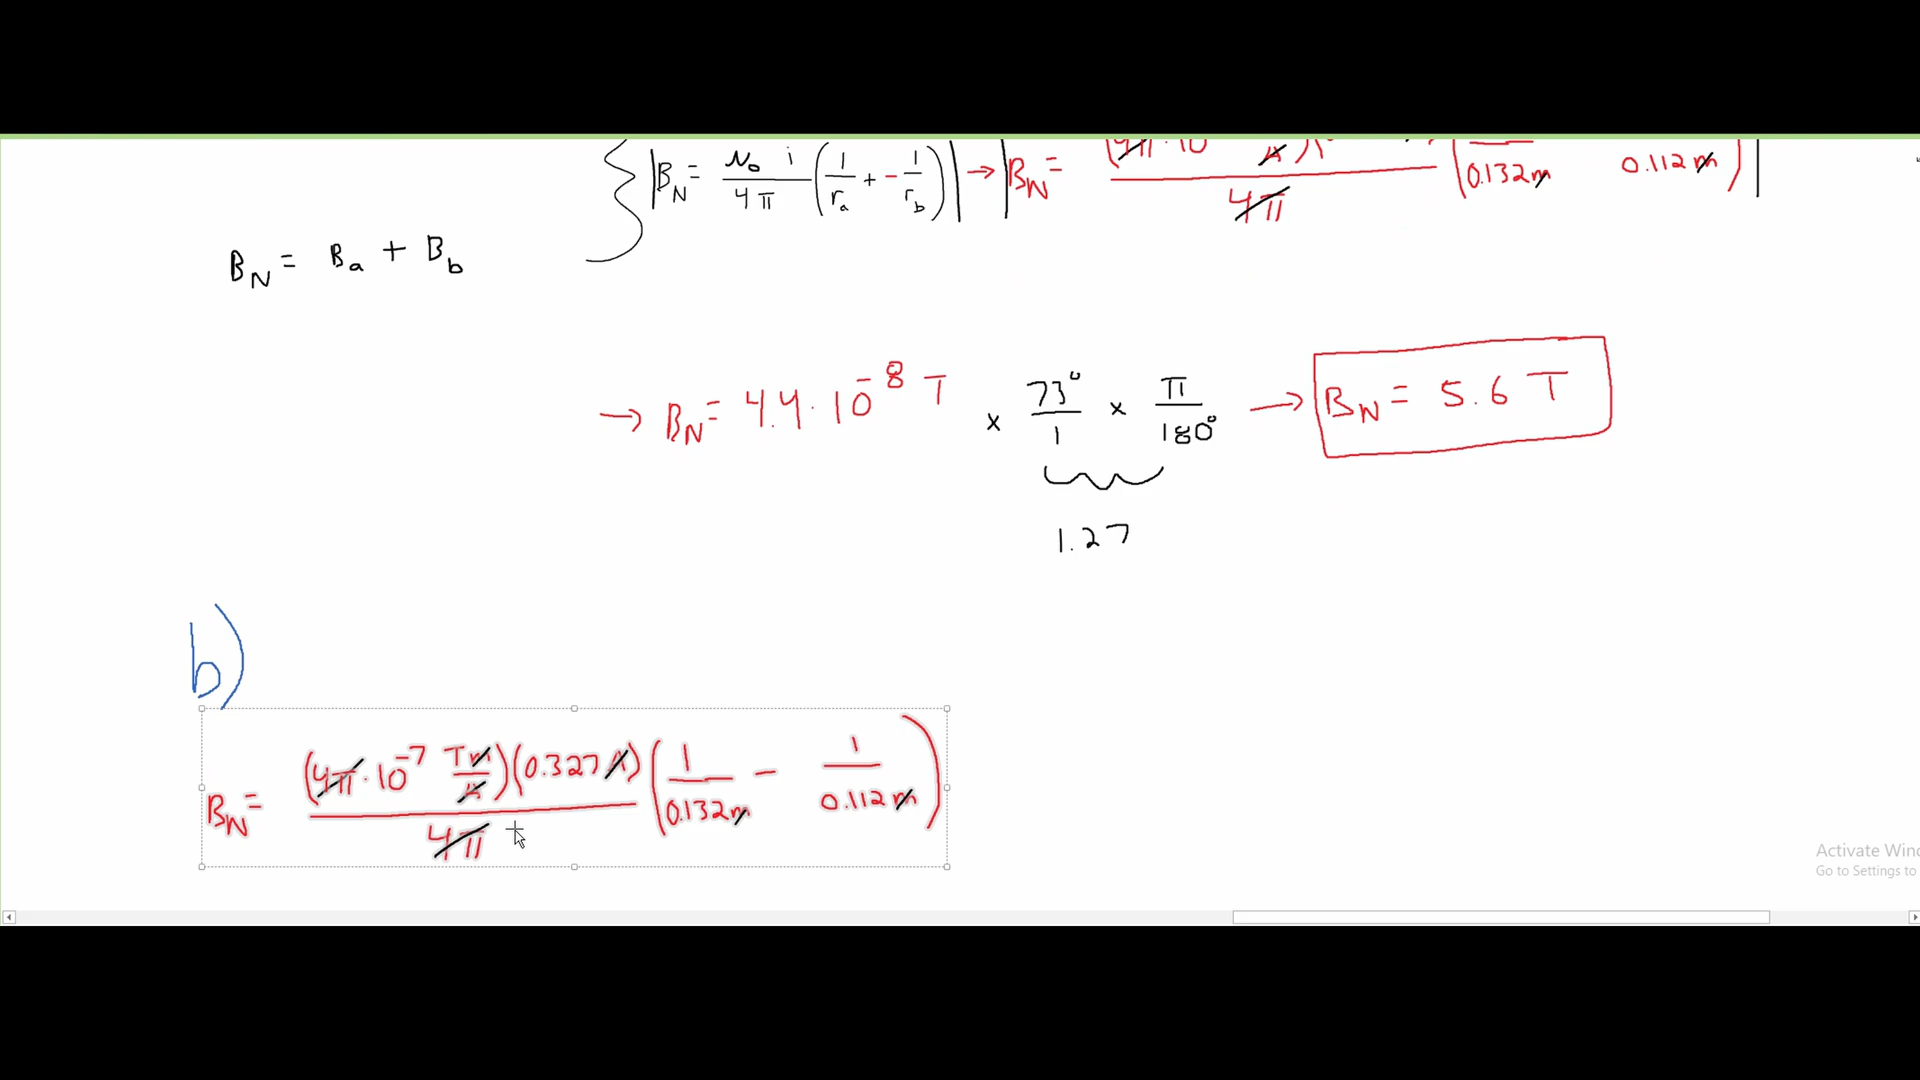 |B_N = μ₀ i / 4π (1/r_a + - 1/r_b)| → |B_N = (4π · 10 A)( / 4π ( 0.132m 0.112m )|
B_N = B_a + B_b
→ B_N = 4.4 · 10^-8 T × 73°/1 × π/180° → B_N = 5.6 T
1.27
b)
B_N = (4π · 10^-7 Tm/A)(0.327 A) / 4π (1/0.132m - 1/0.112m)
Activate Win
Go to Settings to